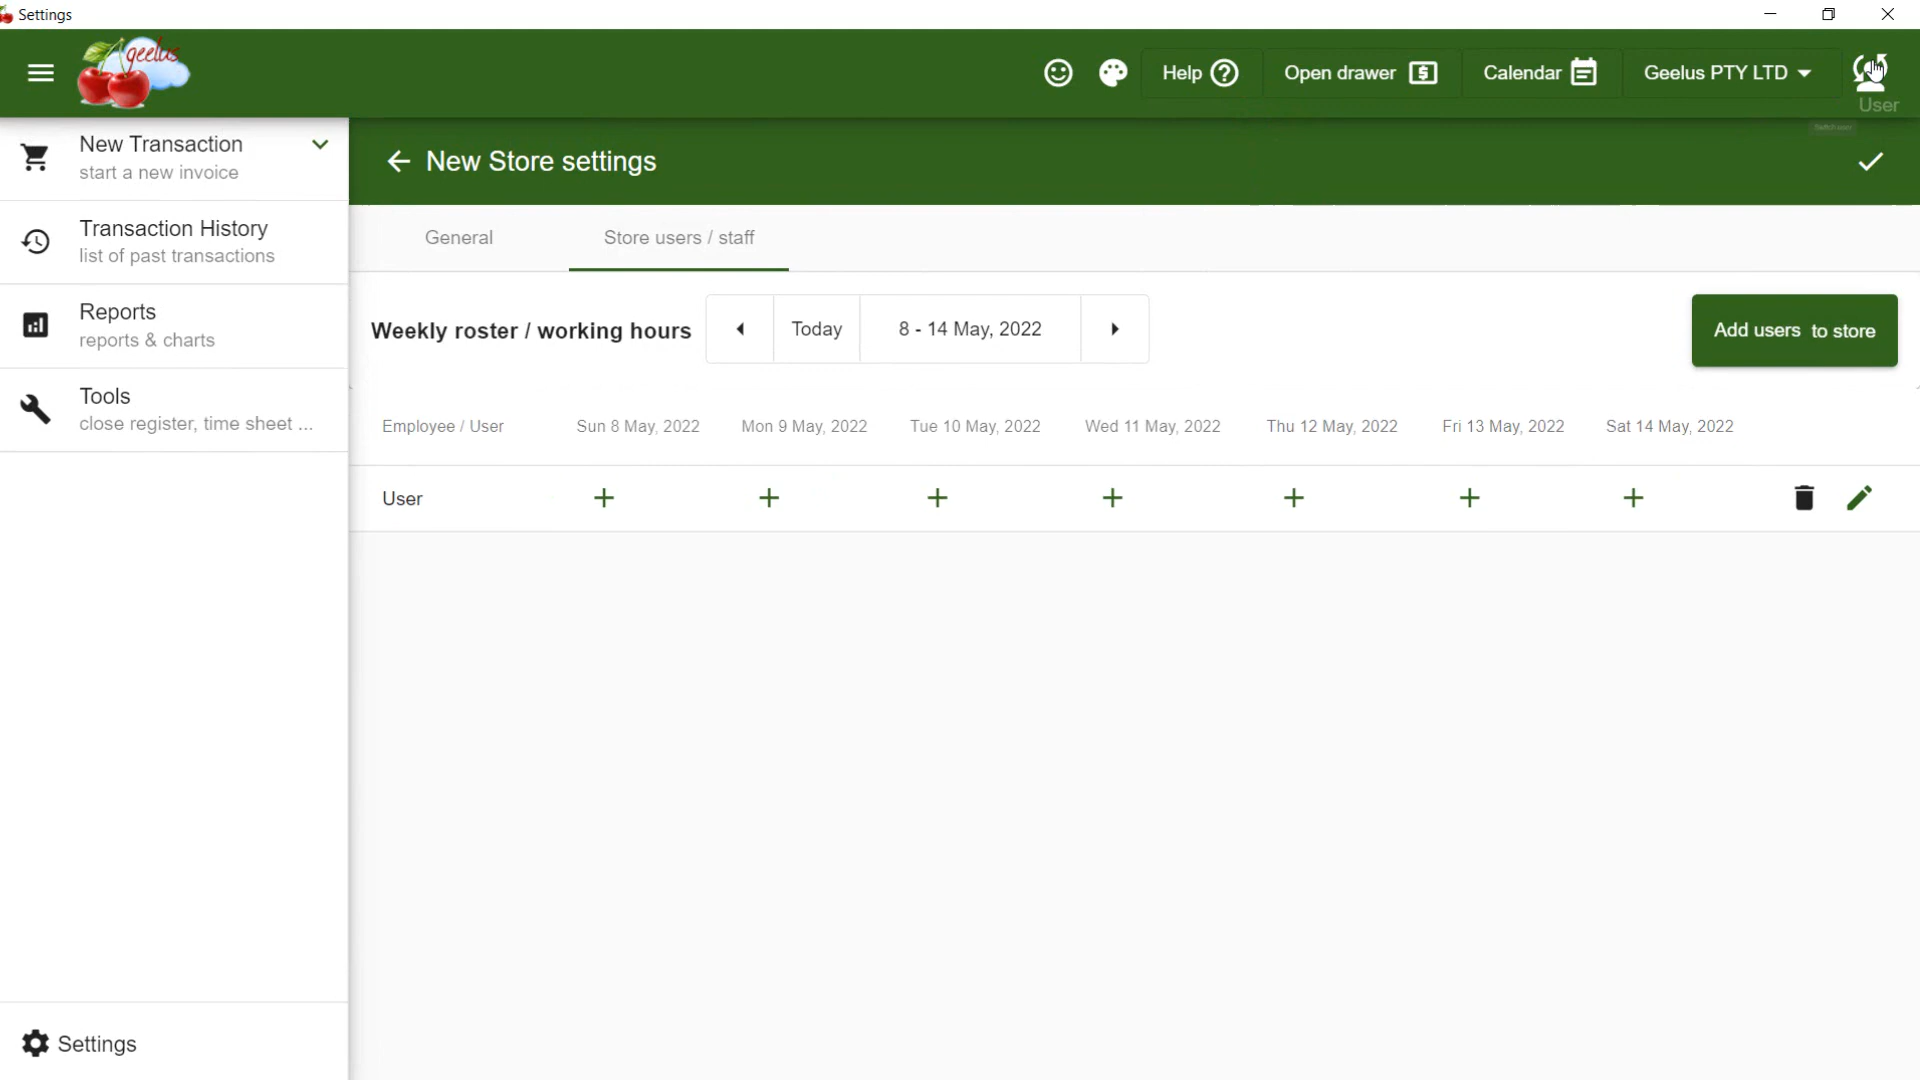 Settings
geelus
Help
Open drawer
Calendar
Geelus PTY LTD
User
Switch user
New Transaction
start a new invoice
Transaction History
list of past transactions
Reports
reports & charts
Tools
close register, time sheet ...
Settings
New Store settings
General
Store users / staff
Weekly roster / working hours
Today
8 - 14 May, 2022
Add users to store
Employee / User
Sun 8 May, 2022
Mon 9 May, 2022
Tue 10 May, 2022
Wed 11 May, 2022
Thu 12 May, 2022
Fri 13 May, 2022
Sat 14 May, 2022
User